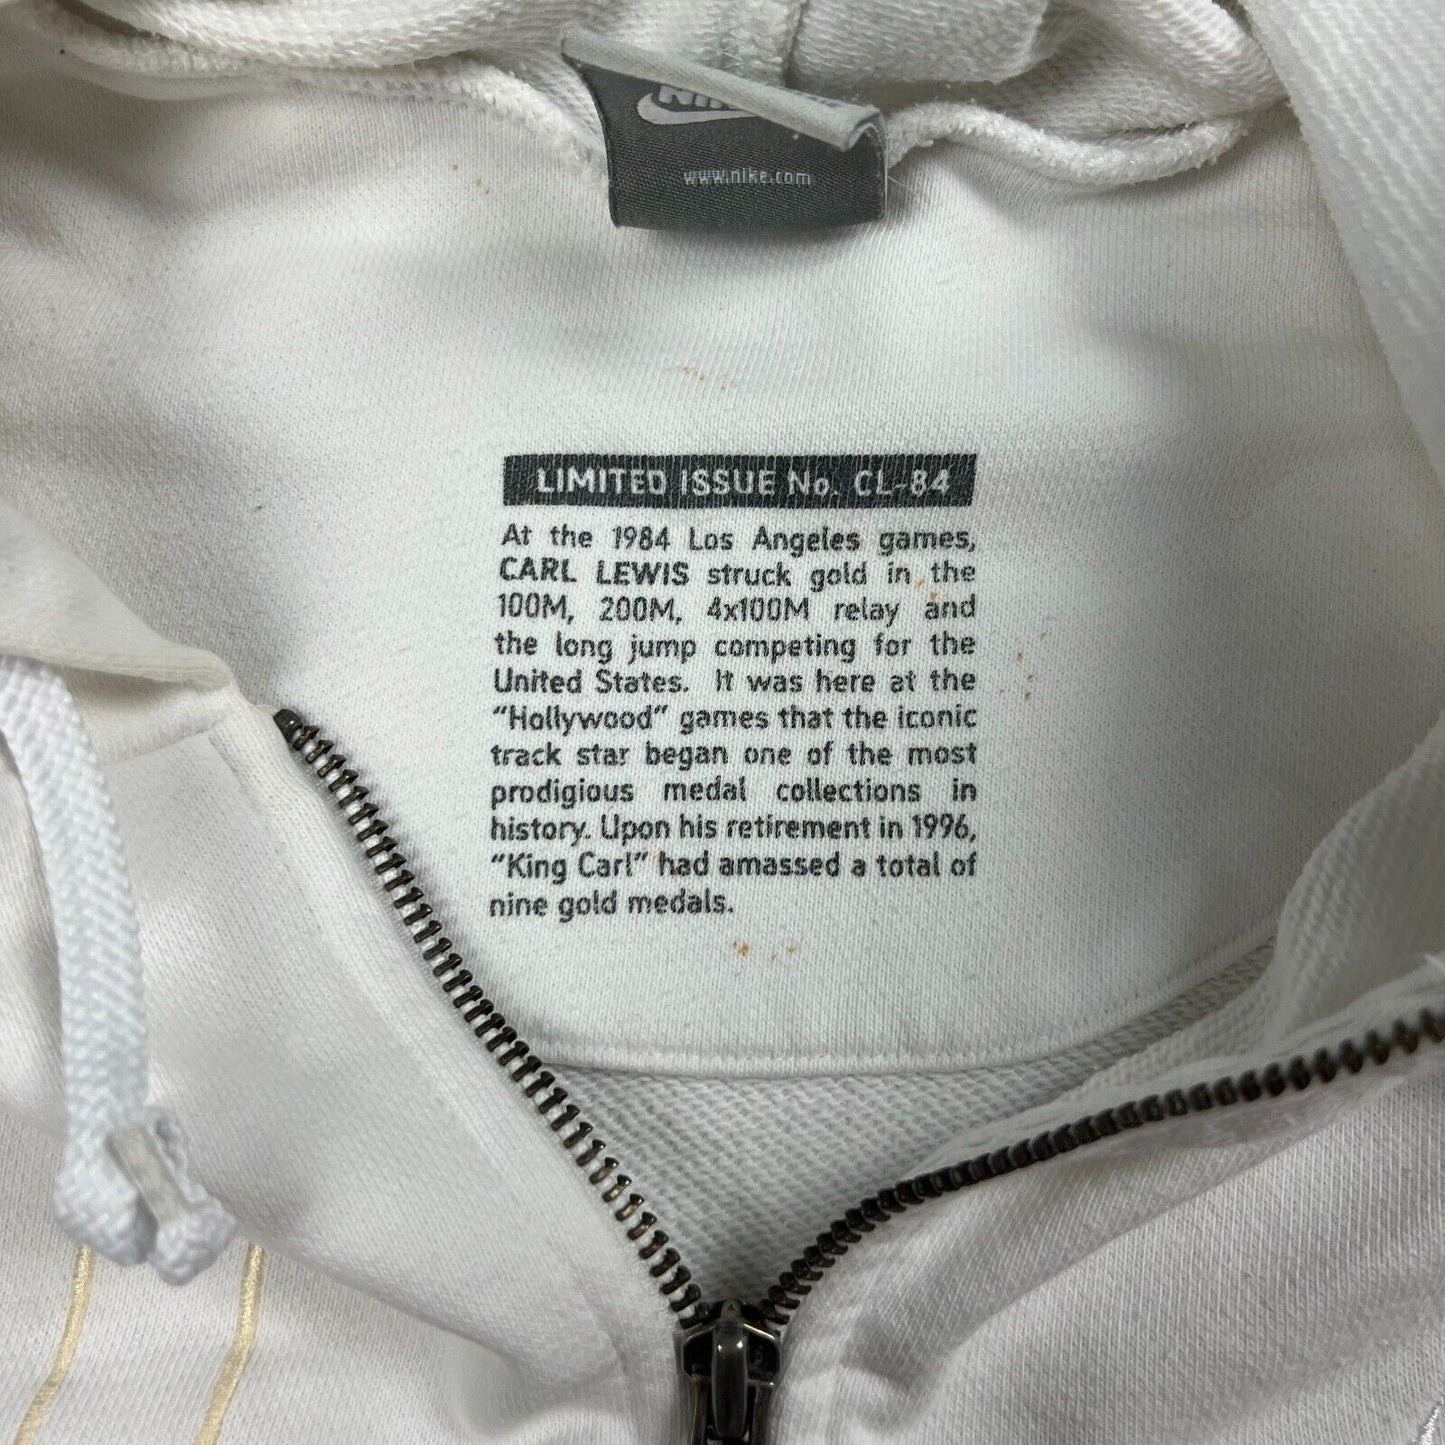 NIKE
www.nike.com
LIMITED ISSUE No. CL-84
At the 1984 Los Angeles games,
CARL LEWIS struck gold in the
100M, 200M, 4x100M relay and
the long jump competing for the
United States. It was here at the
“Hollywood” games that the iconic
track star began one of the most
prodigious medal collections in
history. Upon his retirement in 1996,
“King Carl” had amassed a total of
nine gold medals.